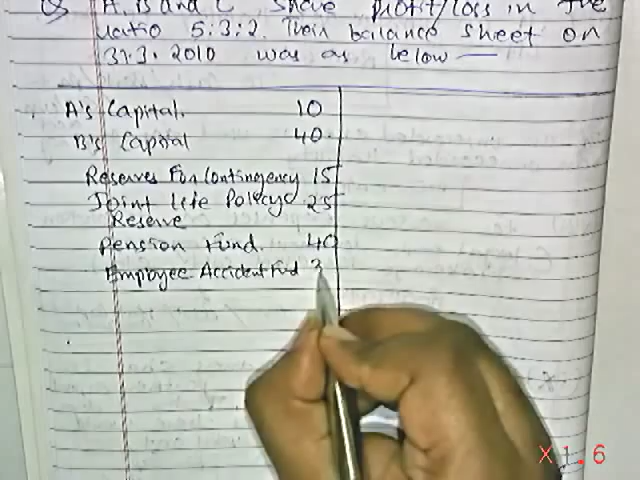 Q A, B and C Share profit/loss in the
ratio 5:3:2. Their balance sheet on
31.3.2010 was as below —
A's Capital. 10
B's Capital 40
Reserves For Contingency 15
Joint Life Policy 25
Reserve
Pension Fund. 40
Employee Accident Fund 3
X1.6